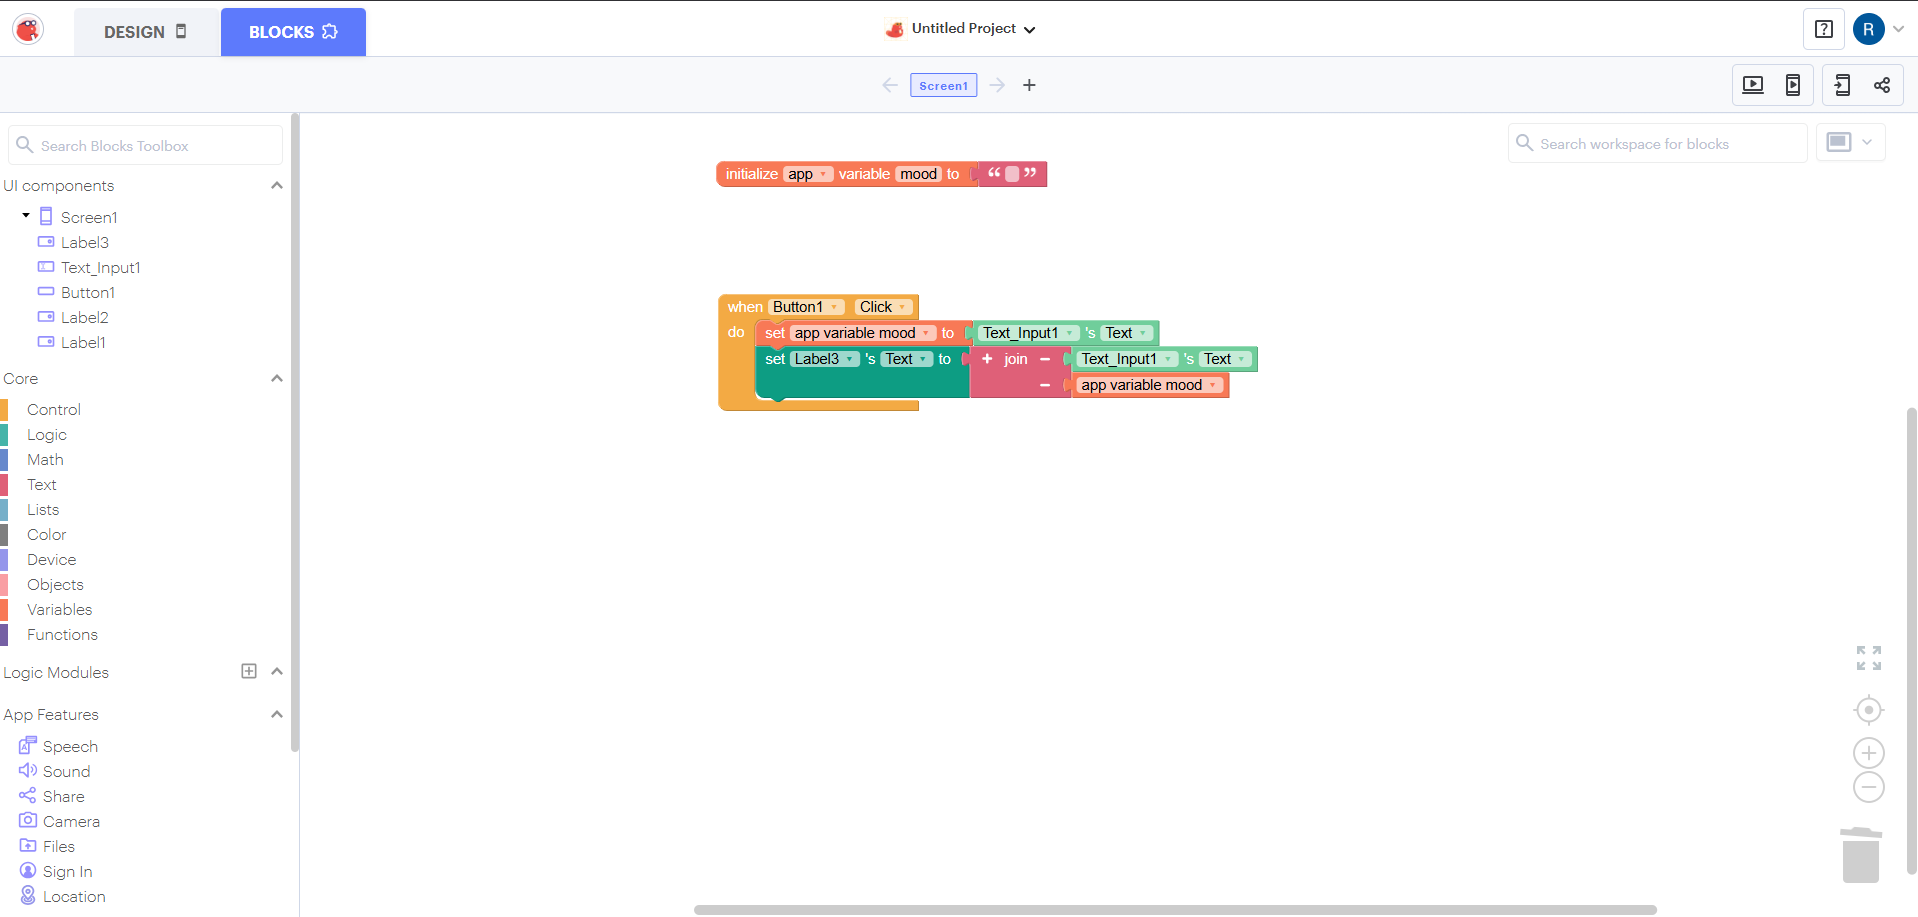 DESIGN
BLOCKS
Untitled Project
R
Screen1
Search Blocks Toolbox
Search workspace for blocks
UI components
Screen1
Label3
Text_Input1
Button1
Label2
Label1
Core
Control
Logic
Math
Text
Lists
Color
Device
Objects
Variables
Functions
Logic Modules
App Features
Speech
Sound
Share
Camera
Files
Sign In
Location
initialize app variable mood to “ ”
when Button1 Click
do set app variable mood to Text_Input1 's Text
set Label3 's Text to + join − Text_Input1 's Text
− app variable mood